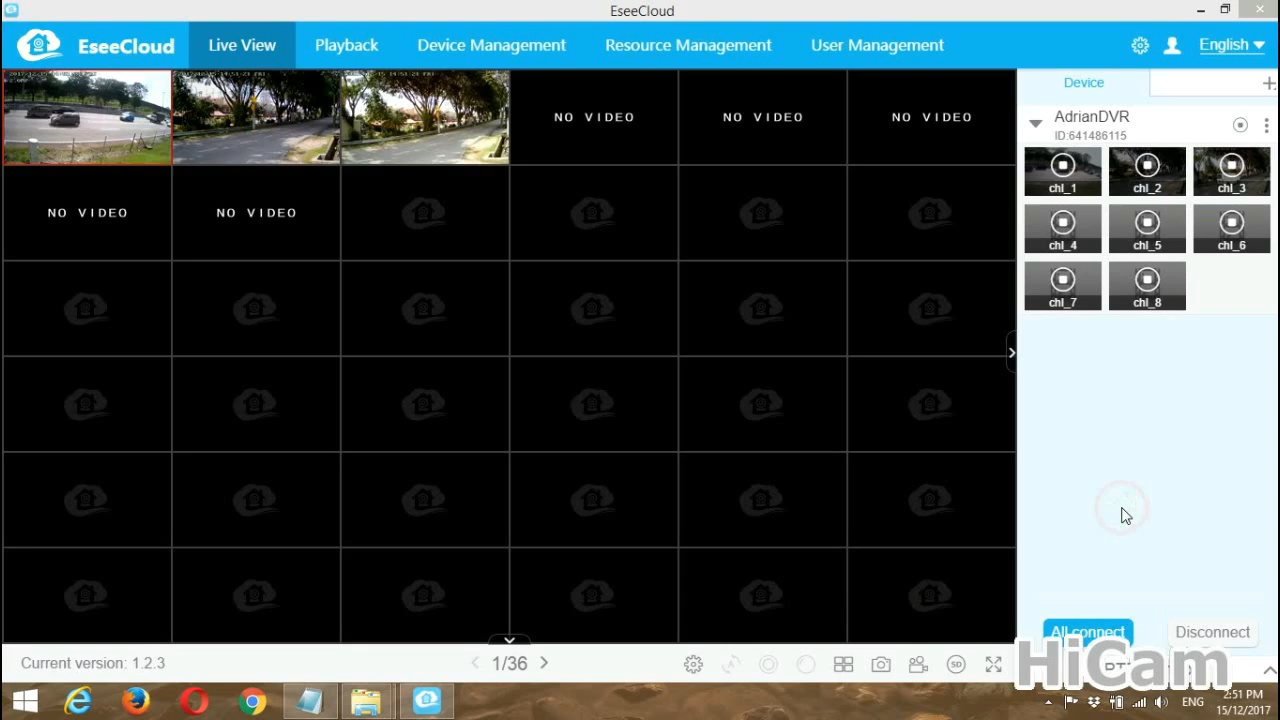 EseeCloud
EseeCloud
Live View
Playback
Device Management
Resource Management
User Management
English
Device
AdrianDVR
ID:641486115
chl_1
chl_2
chl_3
chl_4
chl_5
chl_6
chl_7
chl_8
NO VIDEO
NO VIDEO
NO VIDEO
NO VIDEO
NO VIDEO
All connect
Disconnect
Current version: 1.2.3
1/36
SD
HiCam
ENG
2:51 PM
15/12/2017